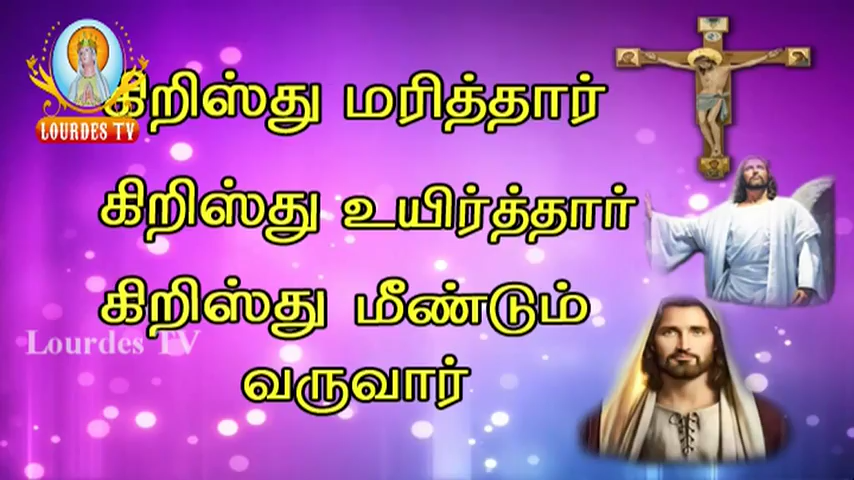 கிறிஸ்து மரித்தார்
LOURDES TV
கிறிஸ்து உயிர்த்தார்
கிறிஸ்து மீண்டும்
Lourdes TV
வருவார்